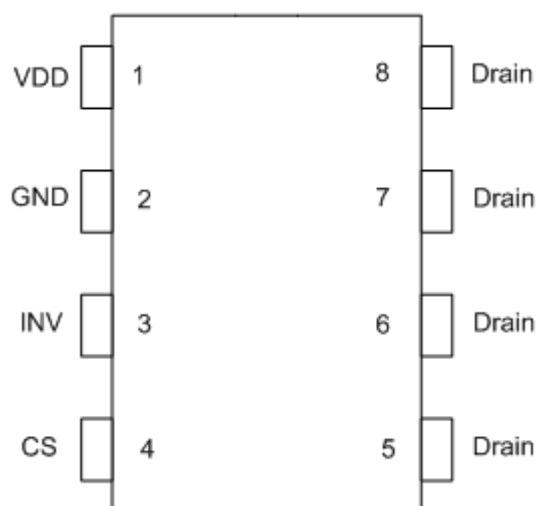 VDD 1 8 Drain
GND 2 7 Drain
INV 3 6 Drain
CS 4 5 Drain